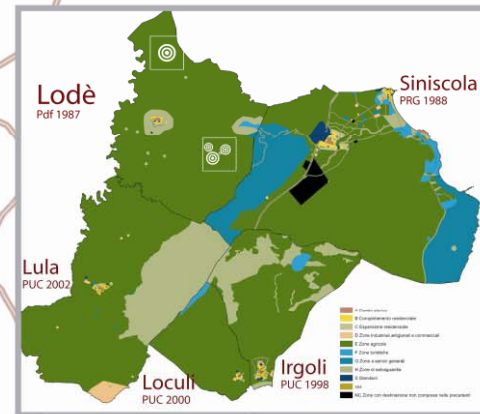 Lodè
Pdf 1987
Siniscola
PRG 1988
Lula
PUC 2002
Loculi
PUC 2000
Irgoli
PUC 1998
A Centro storico
B Completamento residenziale
C Espansione residenziale
D Zone industriali, artigianali e commerciali
E Zone agricole
F Zone turistiche
G Zone a servizi generali
H Zone di salvaguardia
S Standard
NC Zone con destinazione non compresa nelle precedenti